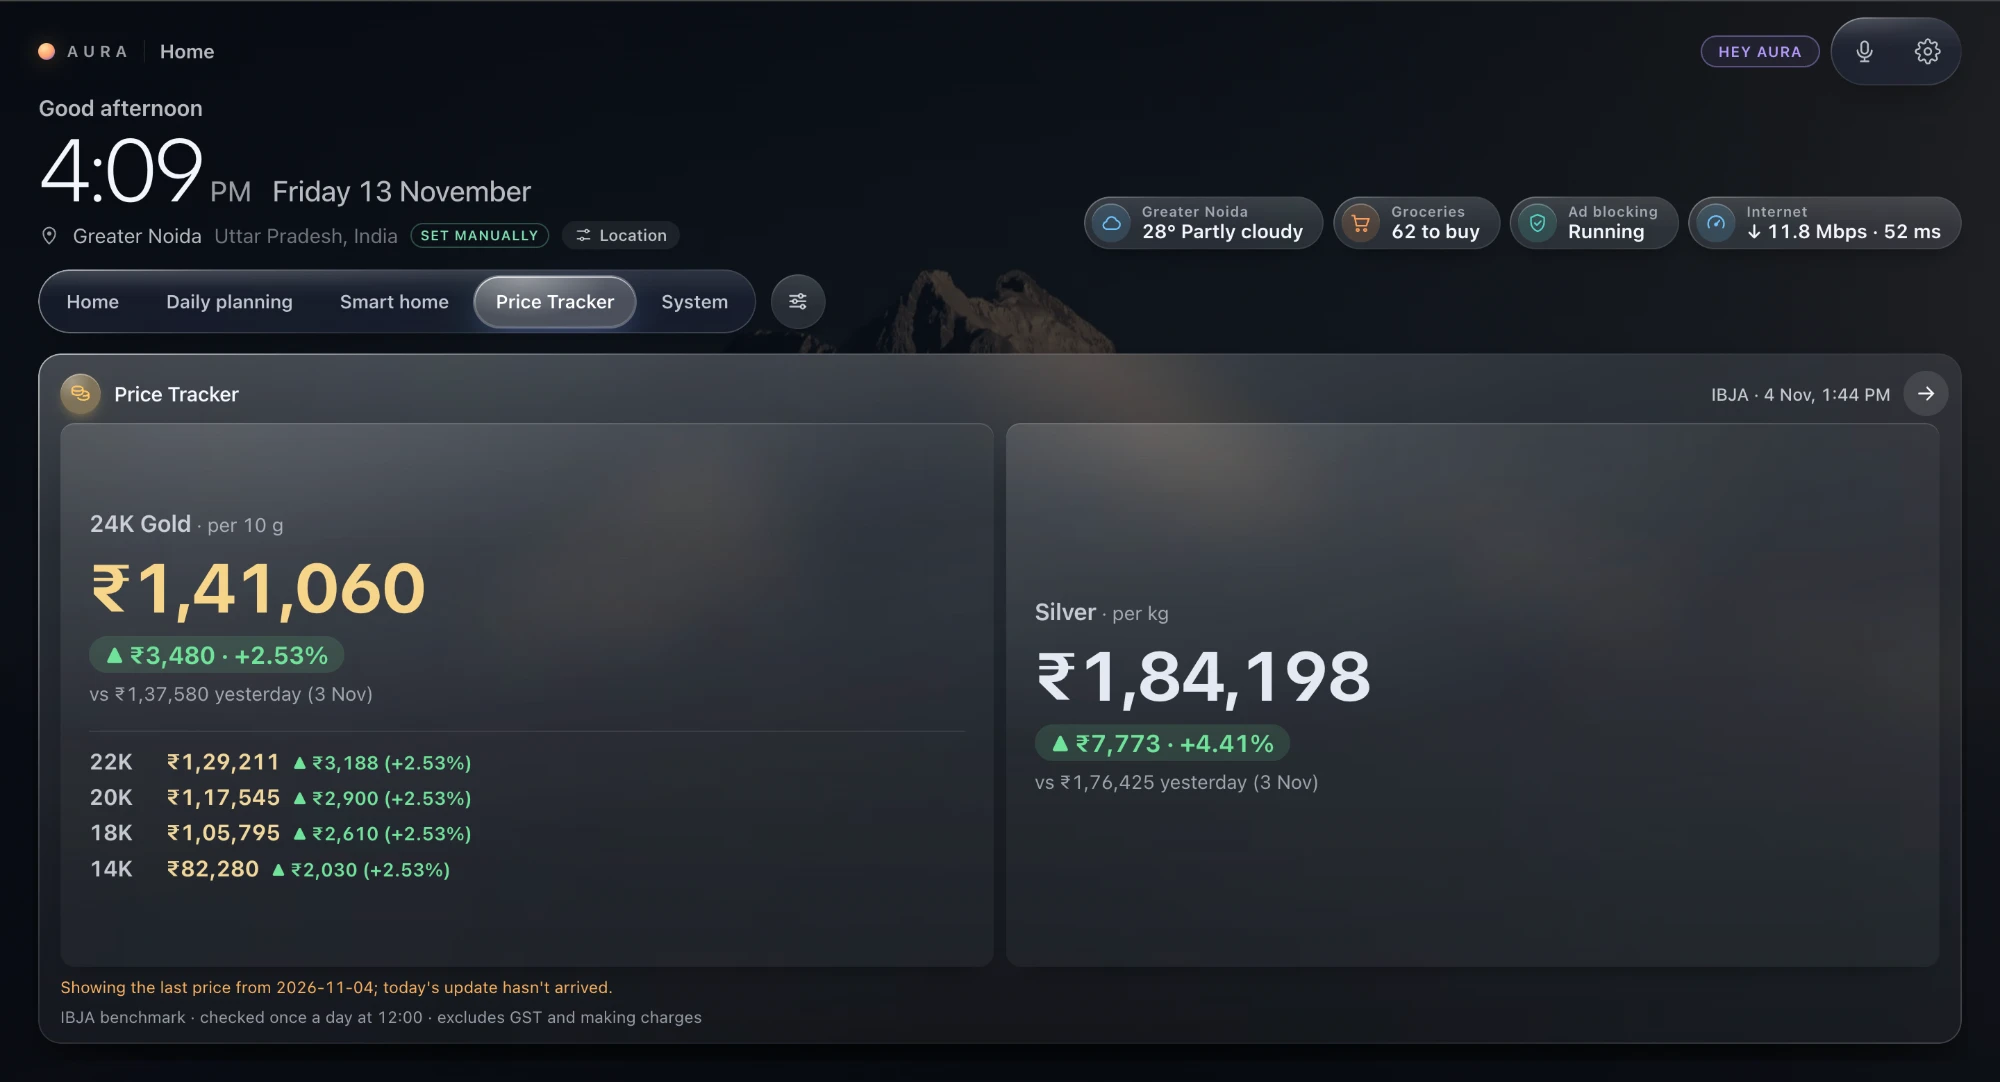 AURA Home
HEY AURA
Good afternoon
4:09 PM Friday 13 November
Greater Noida Uttar Pradesh, India SET MANUALLY Location
Greater Noida
28° Partly cloudy
Groceries
62 to buy
Ad blocking
Running
Internet
↓ 11.8 Mbps · 52 ms
Home Daily planning Smart home Price Tracker System
Price Tracker
IBJA · 4 Nov, 1:44 PM
24K Gold · per 10 g
₹1,41,060
▲ ₹3,480 · +2.53%
vs ₹1,37,580 yesterday (3 Nov)
22K ₹1,29,211 ▲ ₹3,188 (+2.53%)
20K ₹1,17,545 ▲ ₹2,900 (+2.53%)
18K ₹1,05,795 ▲ ₹2,610 (+2.53%)
14K ₹82,280 ▲ ₹2,030 (+2.53%)
Silver · per kg
₹1,84,198
▲ ₹7,773 · +4.41%
vs ₹1,76,425 yesterday (3 Nov)
Showing the last price from 2026-11-04; today's update hasn't arrived.
IBJA benchmark · checked once a day at 12:00 · excludes GST and making charges